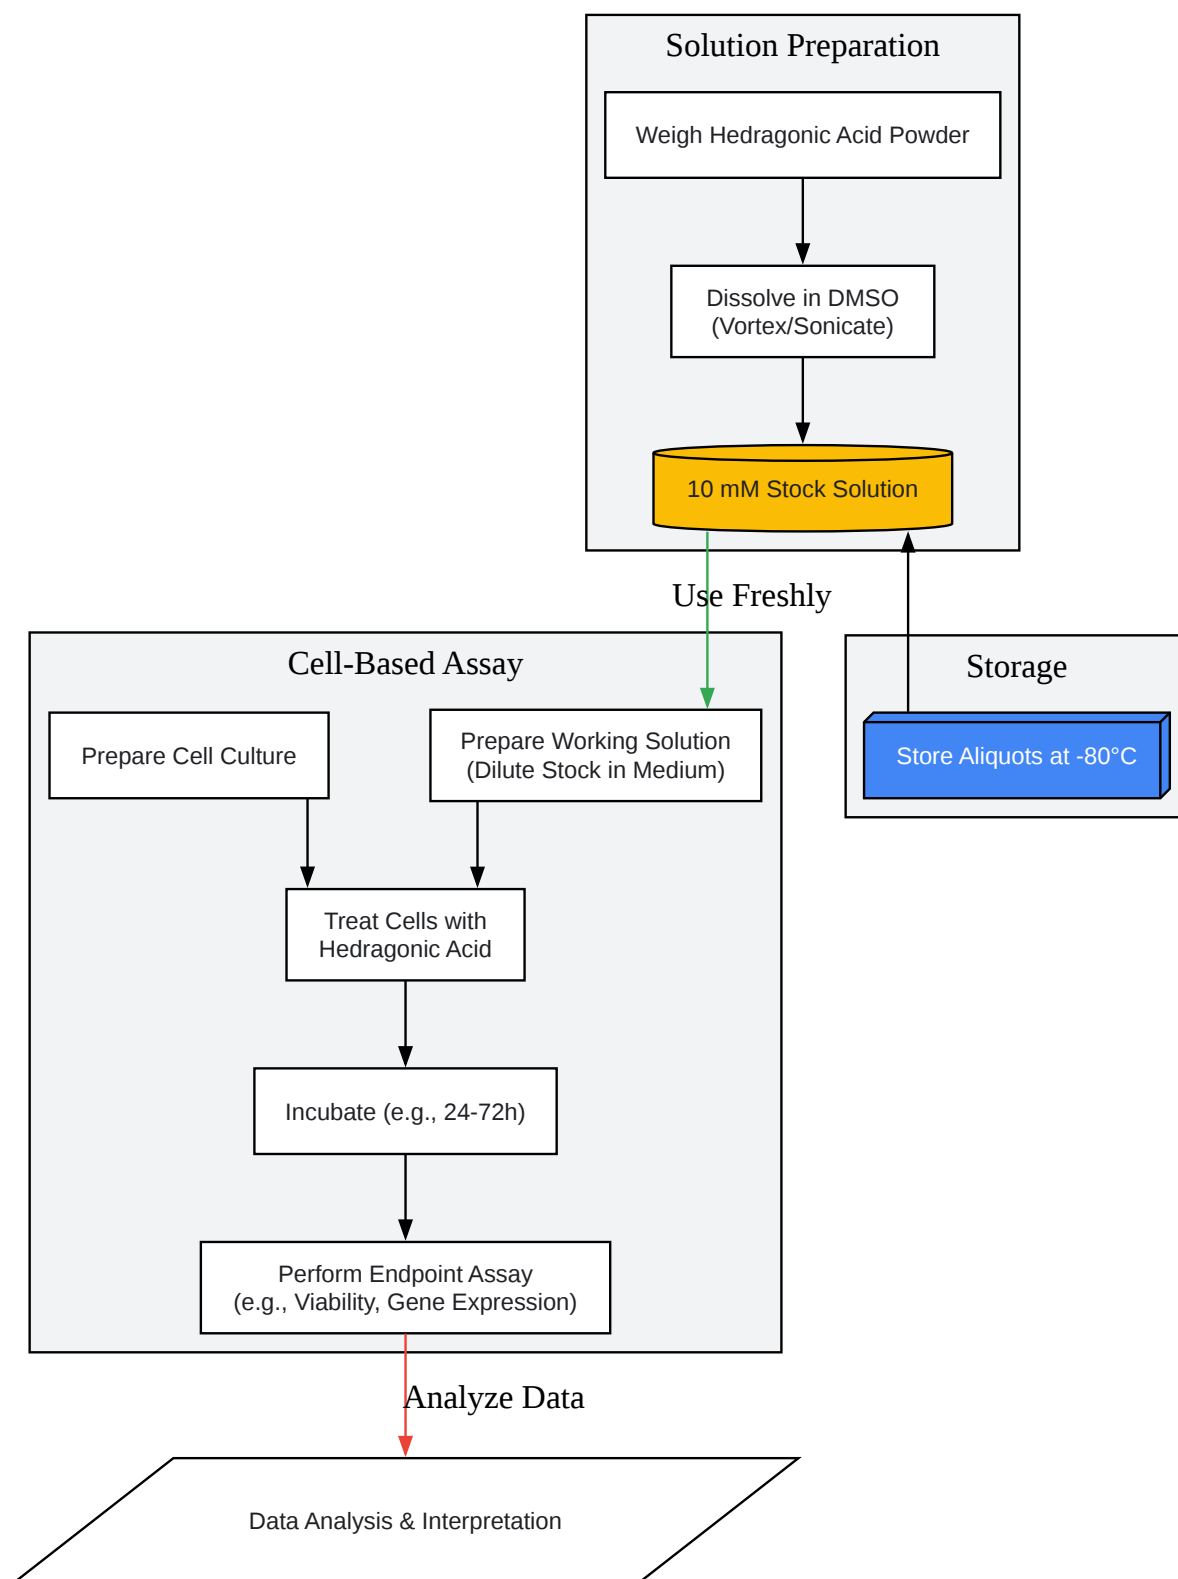 Solution Preparation
Weigh Hedragonic Acid Powder
Dissolve in DMSO
(Vortex/Sonicate)
10 mM Stock Solution
Use Freshly
Cell-Based Assay
Storage
Prepare Cell Culture
Prepare Working Solution
(Dilute Stock in Medium)
Store Aliquots at -80°C
Treat Cells with
Hedragonic Acid
Incubate (e.g., 24-72h)
Perform Endpoint Assay
(e.g., Viability, Gene Expression)
Analyze Data
Data Analysis & Interpretation